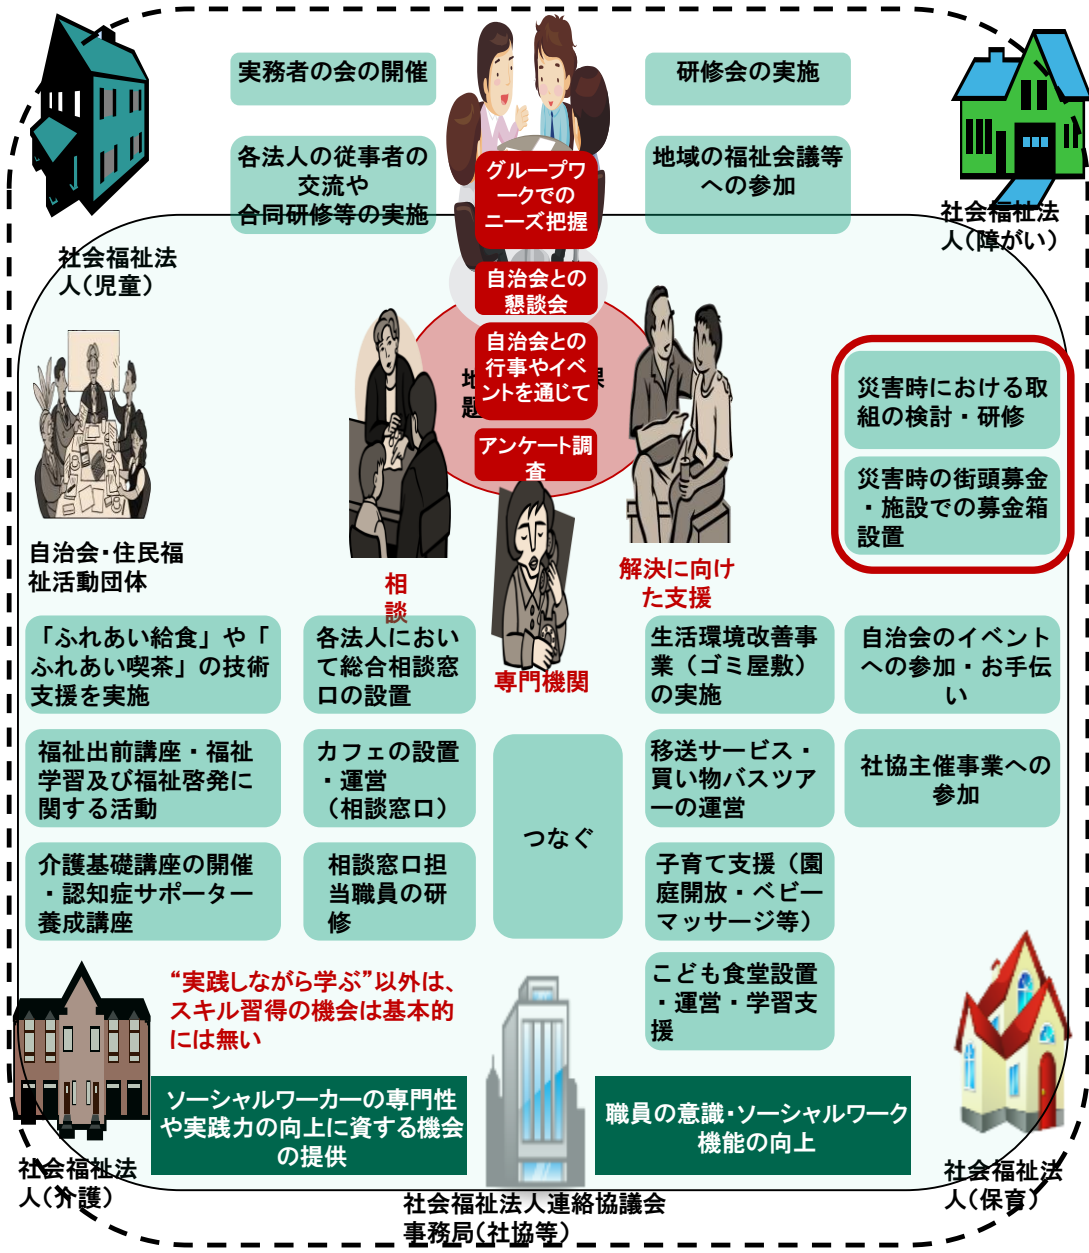 実務者の会の開催
研修会の実施
各法人の従事者の
交流や
合同研修等の実施
グループワ
ークでの
ニーズ把握
地域の福祉会議等
への参加
社会福祉法
人(児童)
社会福祉法
人(障がい)
自治会との
懇談会
自治会との
行事やイベ
ントを通じて
地
題
アンケート調
査
災害時における取
組の検討・研修
災害時の街頭募金
・施設での募金箱
設置
自治会・住民福
祉活動団体
相
談
解決に向け
た支援
専門機関
「ふれあい給食」や「
ふれあい喫茶」の技術
支援を実施
各法人におい
て総合相談窓
口の設置
生活環境改善事
業（ゴミ屋敷）
の実施
自治会のイベント
への参加・お手伝
い
福祉出前講座・福祉
学習及び福祉啓発に
関する活動
カフェの設置
・運営
（相談窓口）
つなぐ
移送サービス・
買い物バスツア
ーの運営
社協主催事業への
参加
介護基礎講座の開催
・認知症サポーター
養成講座
相談窓口担
当職員の研
修
子育て支援（園
庭開放・ベビー
マッサージ等）
こども食堂設置
・運営・学習支
援
“実践しながら学ぶ”以外は、
スキル習得の機会は基本的
には無い
ソーシャルワーカーの専門性
や実践力の向上に資する機会
の提供
職員の意識・ソーシャルワーク
機能の向上
社会福祉法
人(介護)
社会福祉法人連絡協議会
事務局(社協等)
社会福祉法
人(保育)